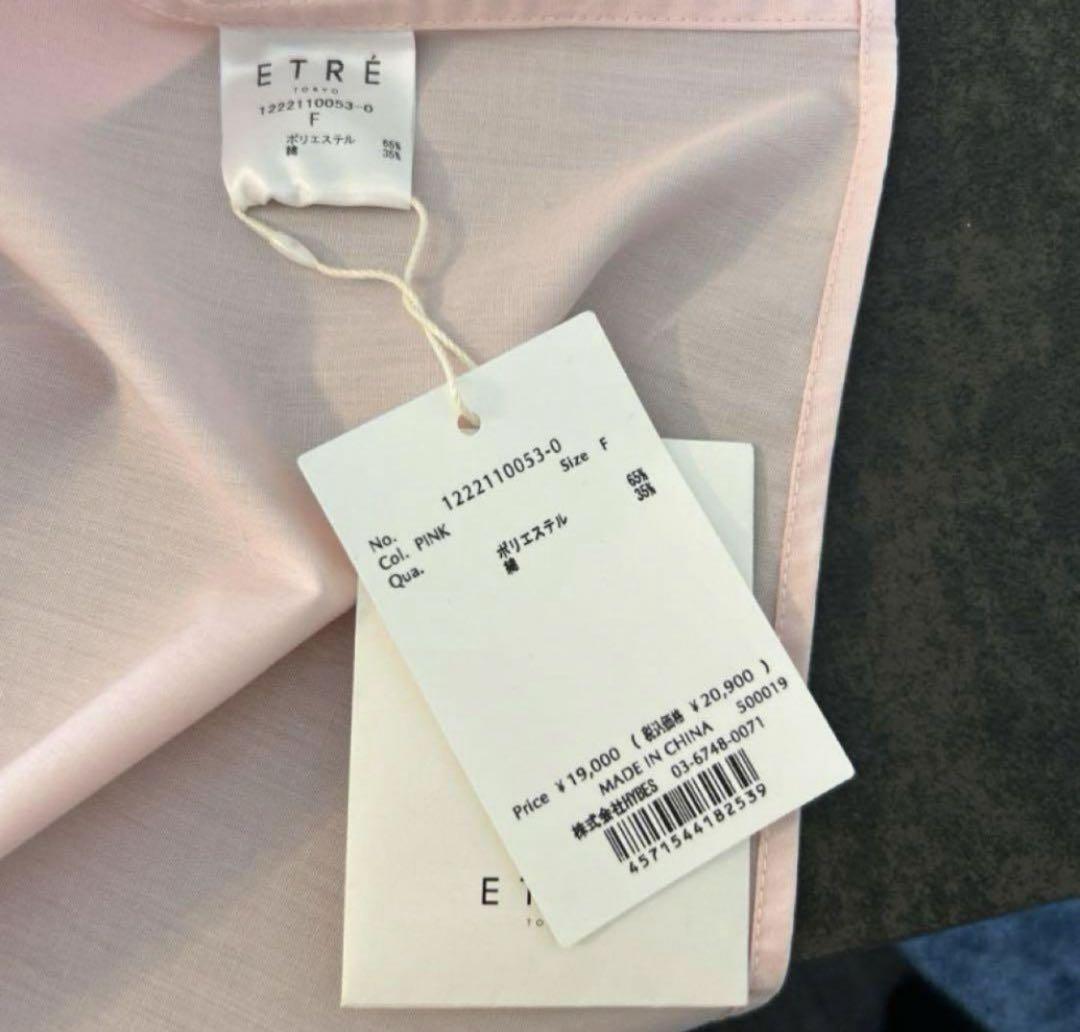 ETRÉ
TOKYO
1222110053-0
F
ポリエステル 65%
綿 35%
No. 1222110053-0
Col. PINK Size F
Qua. ポリエステル 65%
綿 35%
Price ¥19,000 (税込価格 ¥20,900)
MADE IN CHINA 500019
株式会社HYBES 03-6748-0071
4571544182539
E T
TO